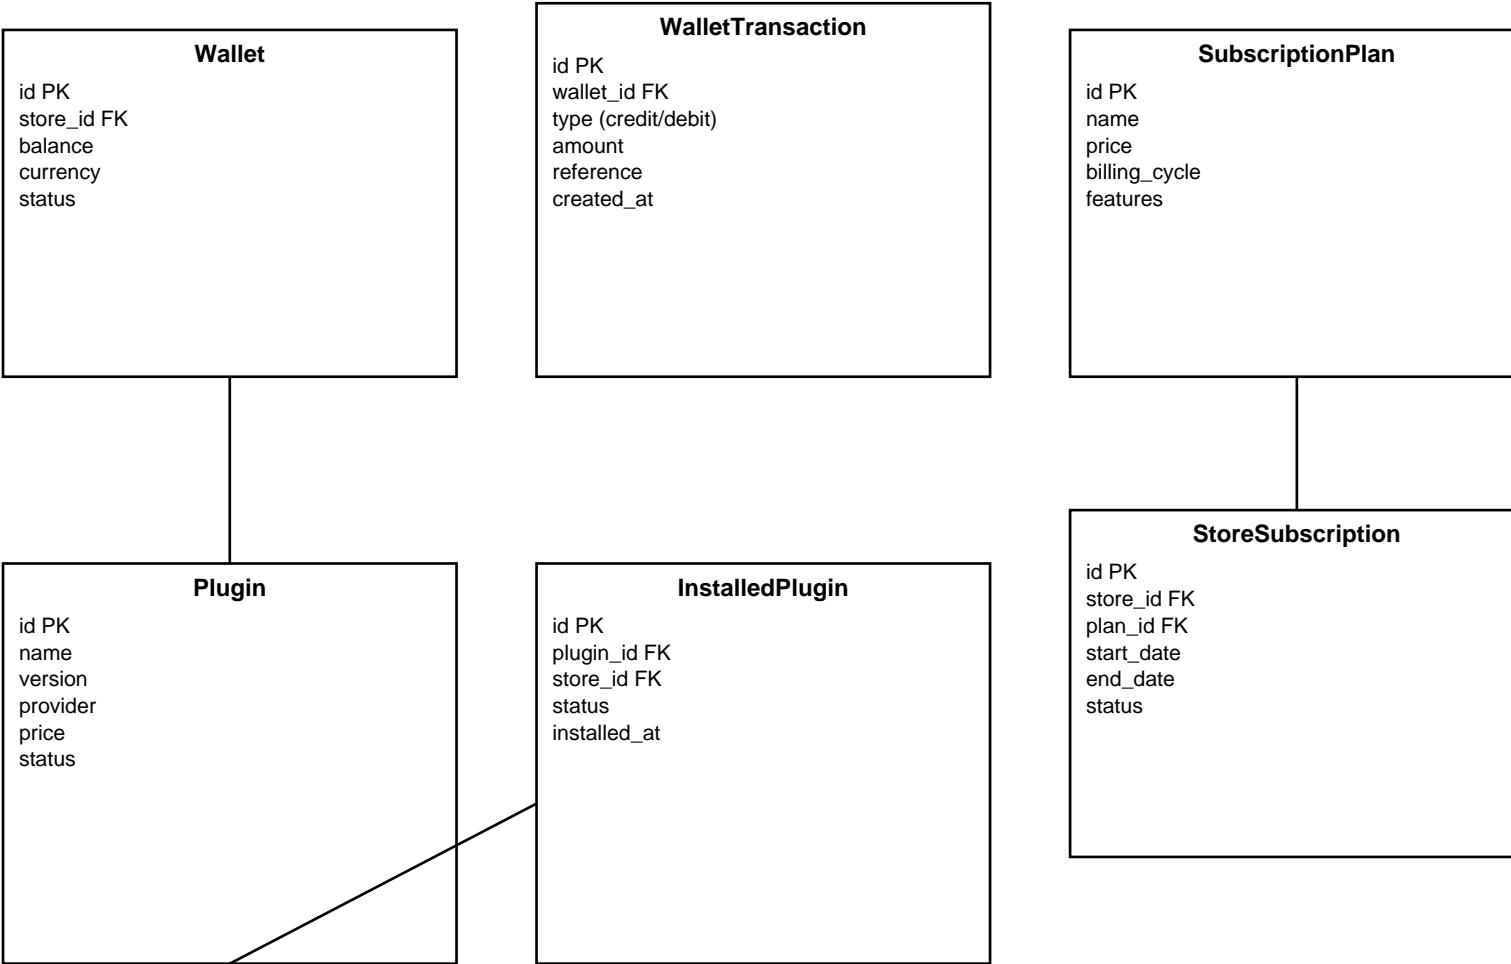 Wallet
id PK
store_id FK
balance
currency
status
WalletTransaction
id PK
wallet_id FK
type (credit/debit)
amount
reference
created_at
SubscriptionPlan
id PK
name
price
billing_cycle
features
Plugin
id PK
name
version
provider
price
status
InstalledPlugin
id PK
plugin_id FK
store_id FK
status
installed_at
StoreSubscription
id PK
store_id FK
plan_id FK
start_date
end_date
status